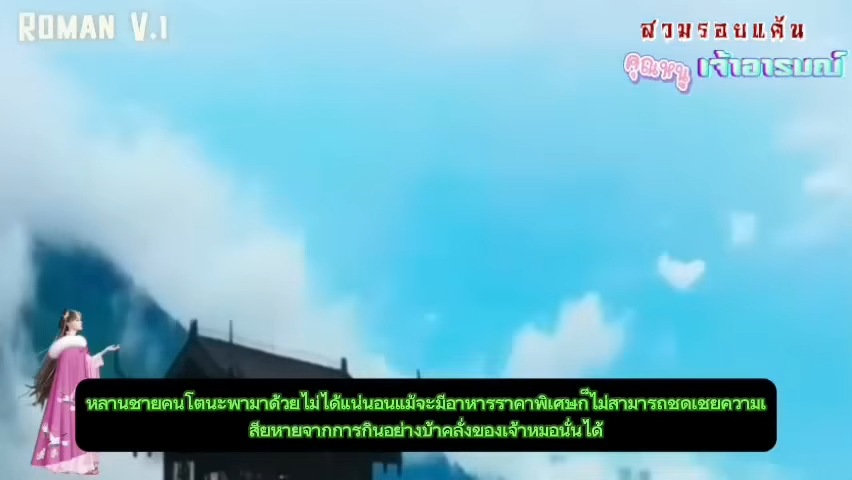 ROMAN V.1
สวมรอยแค้น
คุณหนู เจ้าอารมณ์
หลานชายคนโตนะพามาด้วยไม่ได้แน่นอนแม้จะมีอาหารราคาพิเศษก็ไม่สามารถชดเชยความเ
สียหายจากการกินอย่างบ้าคลั่งของเจ้าหมอนั่นได้